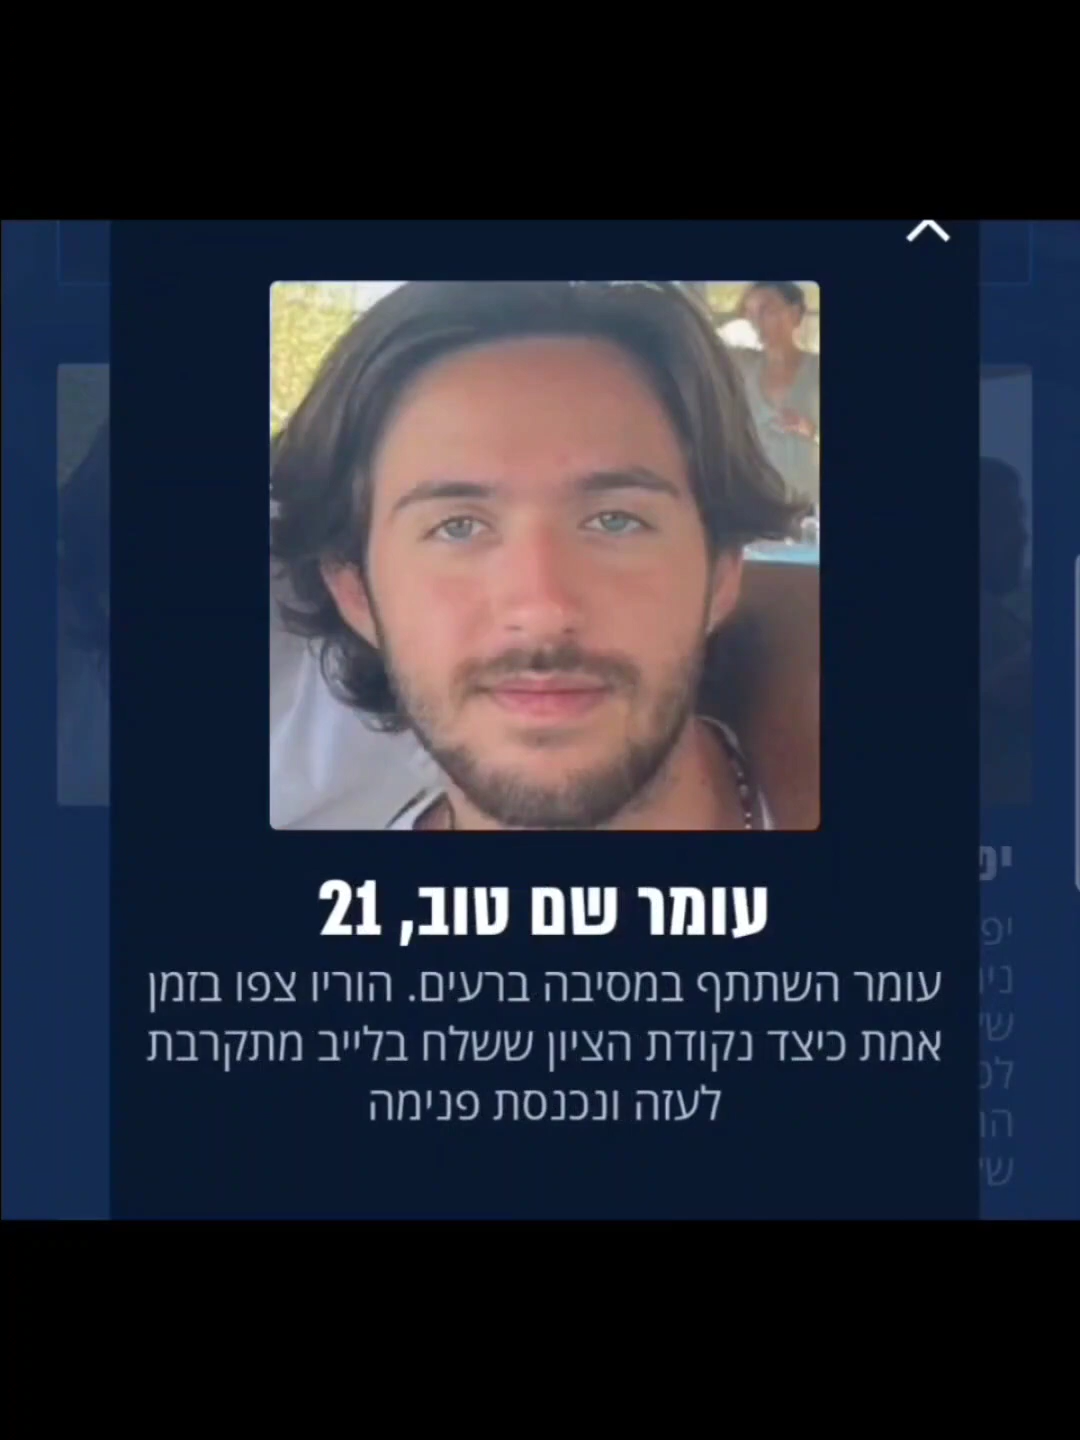 עומר שם טוב, 21
עומר השתתף במסיבה ברעים. הוריו צפו בזמן
אמת כיצד נקודת הציון ששלח בלייב מתקרבת
לעזה ונכנסת פנימה